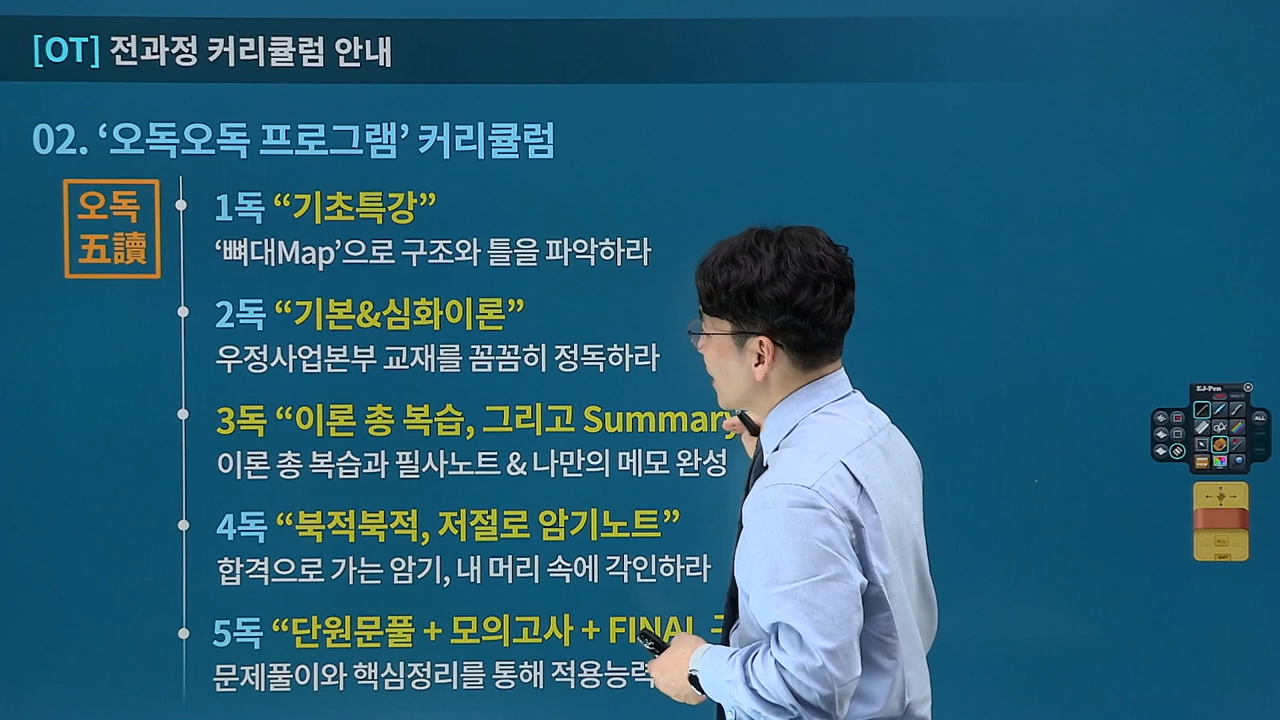 [OT] 전과정 커리큘럼 안내
02. ‘오독오독 프로그램’ 커리큘럼
오독
五讀
1독 “기초특강”
‘뼈대Map’으로 구조와 틀을 파악하라
2독 “기본&심화이론”
우정사업본부 교재를 꼼꼼히 정독하라
3독 “이론 총 복습, 그리고 Summary
이론 총 복습과 필사노트 & 나만의 메모 완성
4독 “북적북적, 저절로 암기노트”
합격으로 가는 암기, 내 머리 속에 각인하라
5독 “단원문풀 + 모의고사 + FINAL
문제풀이와 핵심정리를 통해 적용능력
EJ-Pen
ALL
ALL